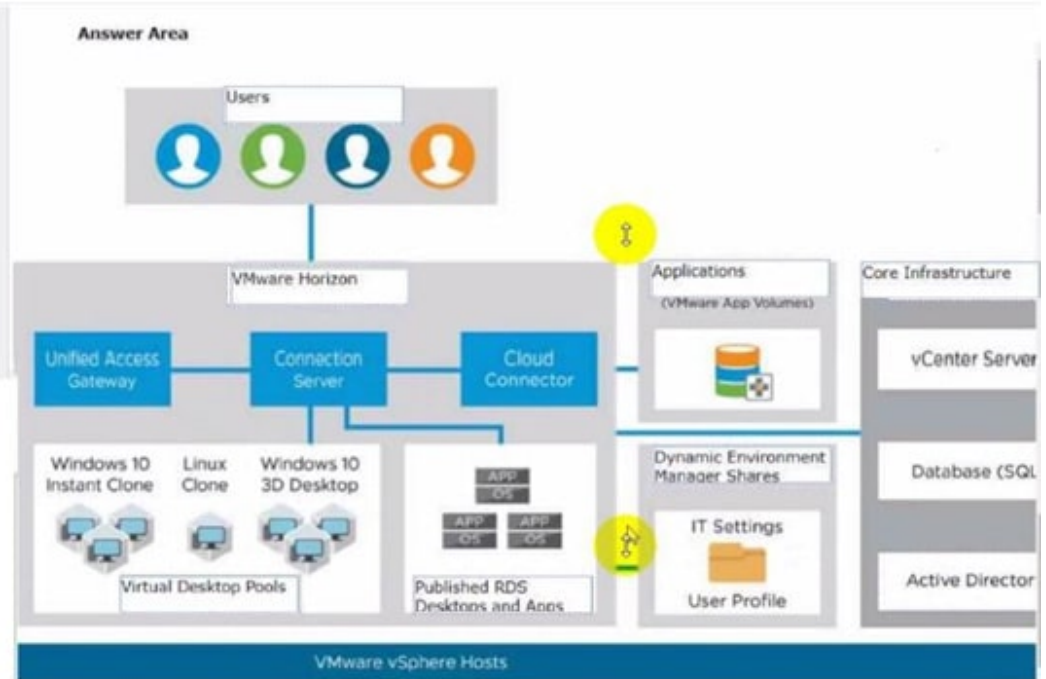 Answer Area
Users
VMware Horizon
Applications
(VMware App Volumes)
Core Infrastructure
Unified Access
Gateway
Connection
Server
Cloud
Connector
vCenter Server
Windows 10
Instant Clone
Linux
Clone
Windows 10
3D Desktop
APP
OS
APP
OS
APP
OS
Virtual Desktop Pools
Published RDS
Desktops and Apps
Dynamic Environment
Manager Shares
IT Settings
User Profile
Database (SQL
Active Director
VMware vSphere Hosts